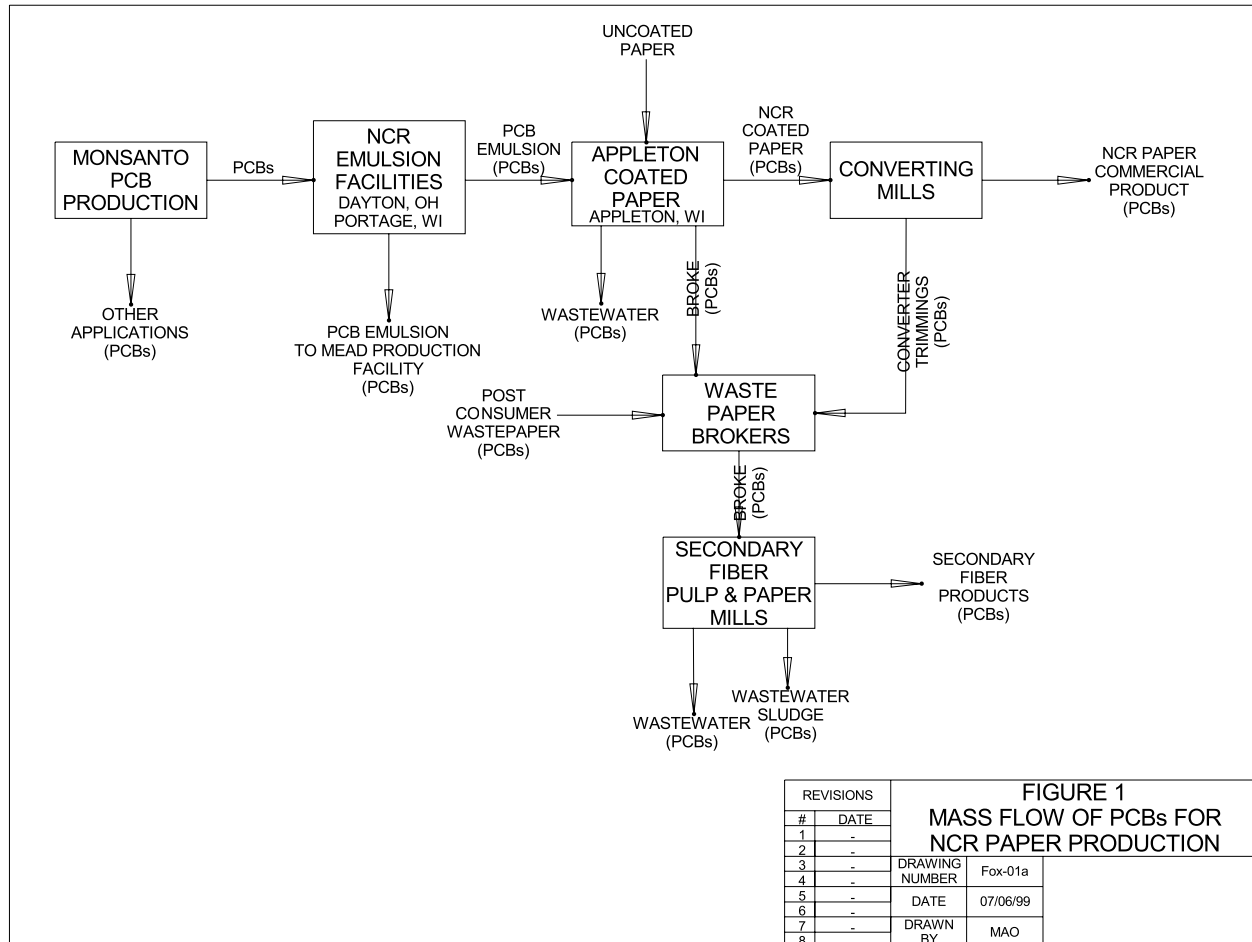 UNCOATED
PAPER
MONSANTO
PCB
PRODUCTION
PCBs
NCR
EMULSION
FACILITIES
DAYTON, OH
PORTAGE, WI
PCB
EMULSION
(PCBs)
APPLETON
COATED
PAPER
APPLETON, WI
NCR
COATED
PAPER
(PCBs)
CONVERTING
MILLS
NCR PAPER
COMMERCIAL
PRODUCT
(PCBs)
OTHER
APPLICATIONS
(PCBs)
PCB EMULSION
TO MEAD PRODUCTION
FACILITY
(PCBs)
WASTEWATER
(PCBs)
BROKE
(PCBs)
CONVERTER
TRIMMINGS
(PCBs)
POST
CONSUMER
WASTEPAPER
(PCBs)
WASTE
PAPER
BROKERS
BROKE
(PCBs)
SECONDARY
FIBER
PULP & PAPER
MILLS
SECONDARY
FIBER
PRODUCTS
(PCBs)
WASTEWATER
(PCBs)
WASTEWATER
SLUDGE
(PCBs)
REVISIONS
# DATE
1 -
2 -
3 -
4 -
5 -
6 -
7 -
8
FIGURE 1
MASS FLOW OF PCBs FOR
NCR PAPER PRODUCTION
DRAWING
NUMBER
Fox-01a
DATE 07/06/99
DRAWN
BY
MAO